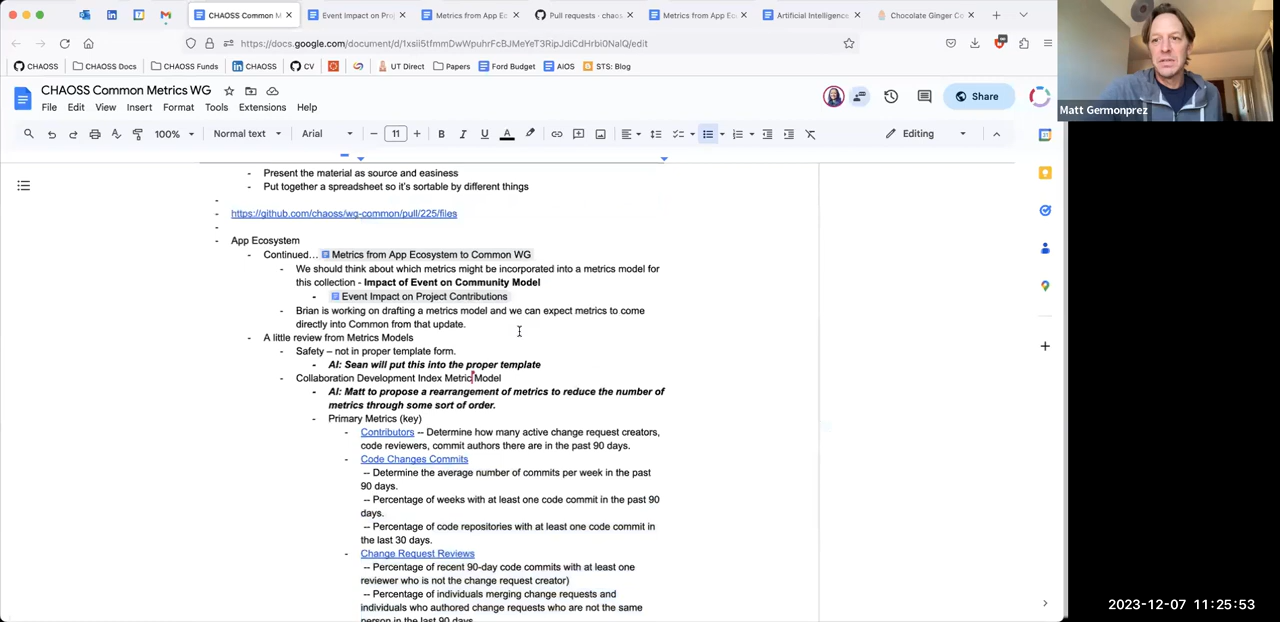 CHAOSS Common M
Event Impact on Proj
Metrics from App Ec
Pull requests · chaos
Metrics from App Ec
Artificial Intelligence
Chocolate Ginger Co
https://docs.google.com/document/d/1xsii5tfmmDwWpuhrFcBJMeYeT3RipJdiCdHrbi0NalQ/edit
CHAOSS
CHAOSS Docs
CHAOSS Funds
CHAOSS
CV
UT Direct
Papers
Ford Budget
AIOS
STS: Blog
CHAOSS Common Metrics WG
File Edit View Insert Format Tools Extensions Help
Share
100% Normal text Arial 11 B I U A Editing
- Present the material as source and easiness
- Put together a spreadsheet so it's sortable by different things
-
- https://github.com/chaoss/wg-common/pull/225/files
-
- App Ecosystem
- Continued… Metrics from App Ecosystem to Common WG
- We should think about which metrics might be incorporated into a metrics model for
this collection - Impact of Event on Community Model
- Event Impact on Project Contributions
- Brian is working on drafting a metrics model and we can expect metrics to come
directly into Common from that update.
- A little review from Metrics Models
- Safety – not in proper template form.
- AI: Sean will put this into the proper template
- Collaboration Development Index Metric Model
- AI: Matt to propose a rearrangement of metrics to reduce the number of
metrics through some sort of order.
- Primary Metrics (key)
- Contributors -- Determine how many active change request creators,
code reviewers, commit authors there are in the past 90 days.
- Code Changes Commits
-- Determine the average number of commits per week in the past
90 days.
-- Percentage of weeks with at least one code commit in the past 90
days.
-- Percentage of code repositories with at least one code commit in
the last 30 days.
- Change Request Reviews
-- Percentage of recent 90-day code commits with at least one
reviewer who is not the change request creator)
-- Percentage of individuals merging change requests and
individuals who authored change requests who are not the same
person in the last 90 days
Matt Germonprez
2023-12-07 11:25:53